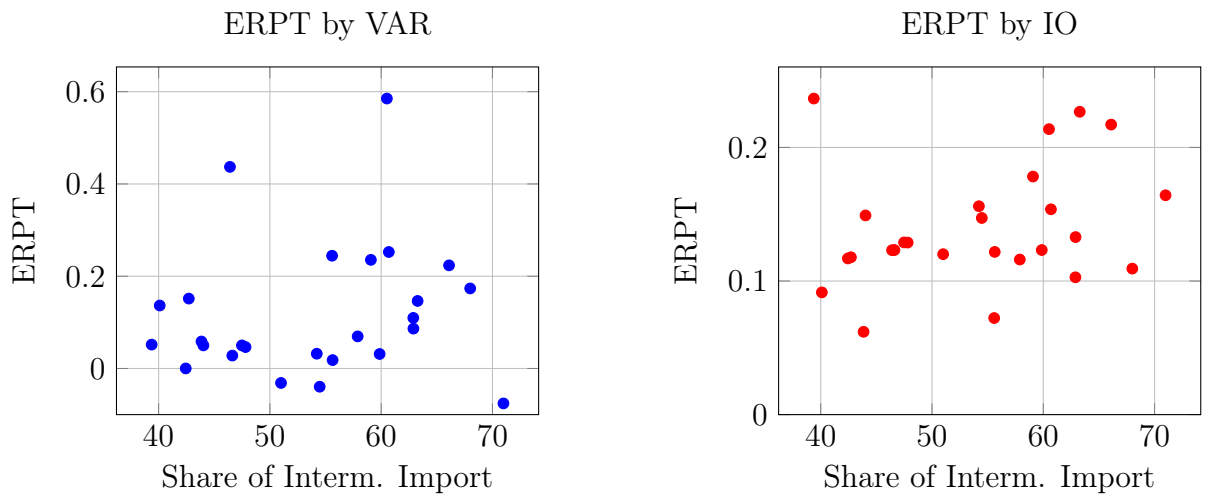 ERPT by VAR
0.6
0.4
0.2
0
ERPT
40 50 60 70
Share of Interm. Import
ERPT by IO
0.2
0.1
0
ERPT
40 50 60 70
Share of Interm. Import